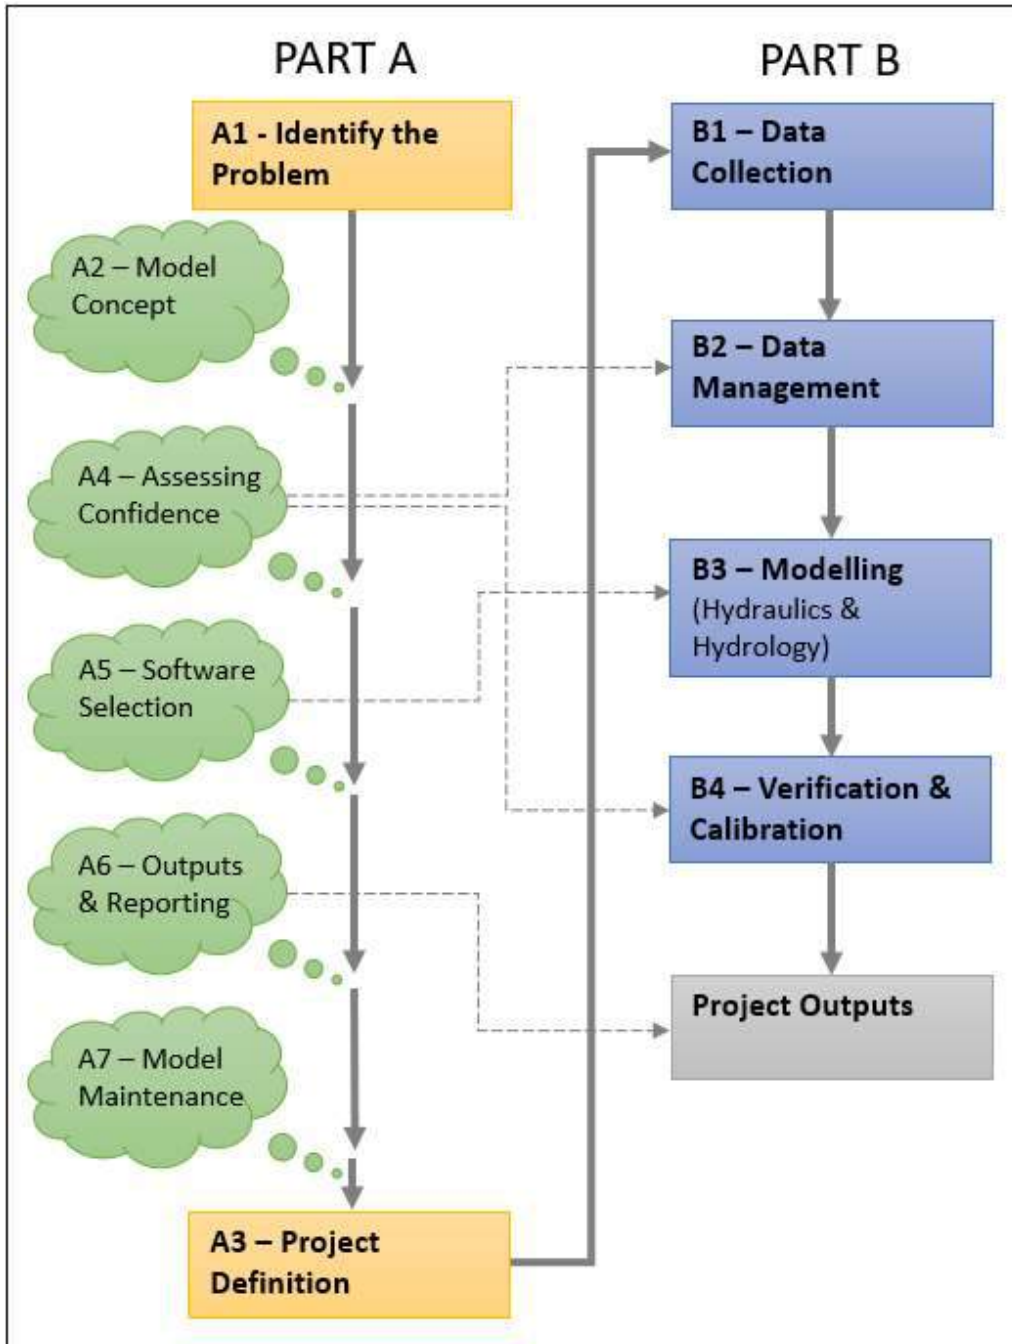 PART A
A1 - Identify the
Problem
A2 – Model
Concept
A4 – Assessing
Confidence
A5 – Software
Selection
A6 – Outputs
& Reporting
A7 – Model
Maintenance
A3 – Project
Definition
PART B
B1 – Data
Collection
B2 – Data
Management
B3 – Modelling
(Hydraulics &
Hydrology)
B4 – Verification &
Calibration
Project Outputs